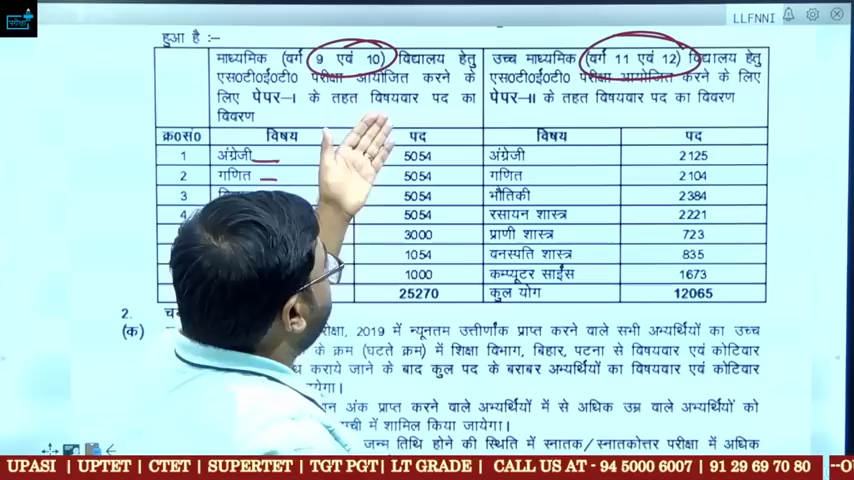 परीक्षा
LLFNNI
हुआ है :–
माध्यमिक (वर्ग 9 एवं 10) विद्यालय हेतु एस0टी0ई0टी0 परीक्षा आयोजित करने के लिए पेपर–I के तहत विषयवार पद का विवरण
उच्च माध्यमिक (वर्ग 11 एवं 12) विद्यालय हेतु एस0टी0ई0टी0 परीक्षा आयोजित करने के लिए पेपर–II के तहत विषयवार पद का विवरण
क्र0सं0 विषय पद विषय पद
1 अंग्रेजी 5054 अंग्रेजी 2125
2 गणित 5054 गणित 2104
3 5054 भौतिकी 2384
4 5054 रसायन शास्त्र 2221
3000 प्राणी शास्त्र 723
1054 वनस्पति शास्त्र 835
1000 कम्प्यूटर साईंस 1673
25270 कुल योग 12065
2.
(क) 2019 में न्यूनतम उत्तीर्णांक प्राप्त करने वाले सभी अभ्यर्थियों का उच्च
के क्रम (घटते क्रम) में शिक्षा विभाग, बिहार, पटना से विषयवार एवं कोटिवार
कराये जाने के बाद कुल पद के बराबर अभ्यर्थियों का विषयवार एवं कोटिवार
अंक प्राप्त करने वाले अभ्यर्थियों में से अधिक उम्र वाले अभ्यर्थियों को
में शामिल किया जायेगा।
जन्म तिथि होने की स्थिति में स्नातक/स्नातकोत्तर परीक्षा में अधिक
UPASI | UPTET | CTET | SUPERTET | TGT PGT| LT GRADE | CALL US AT - 94 5000 6007 | 91 29 69 70 80 | --O